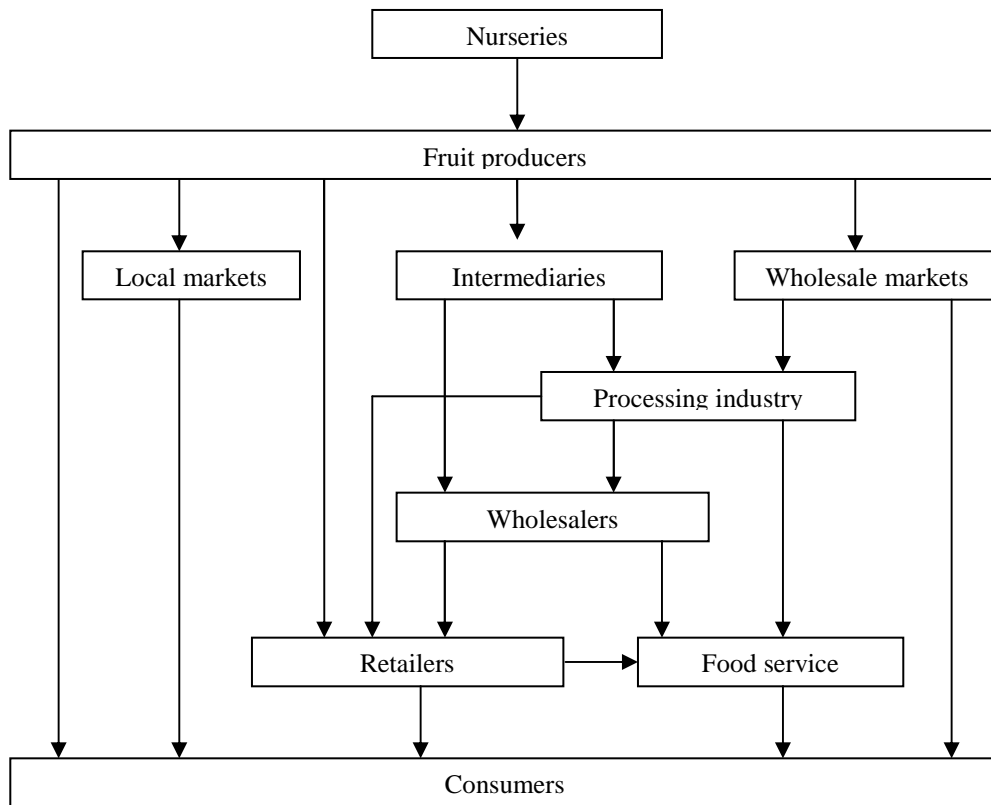 Nurseries
Fruit producers
Local markets
Intermediaries
Wholesale markets
Processing industry
Wholesalers
Retailers
Food service
Consumers